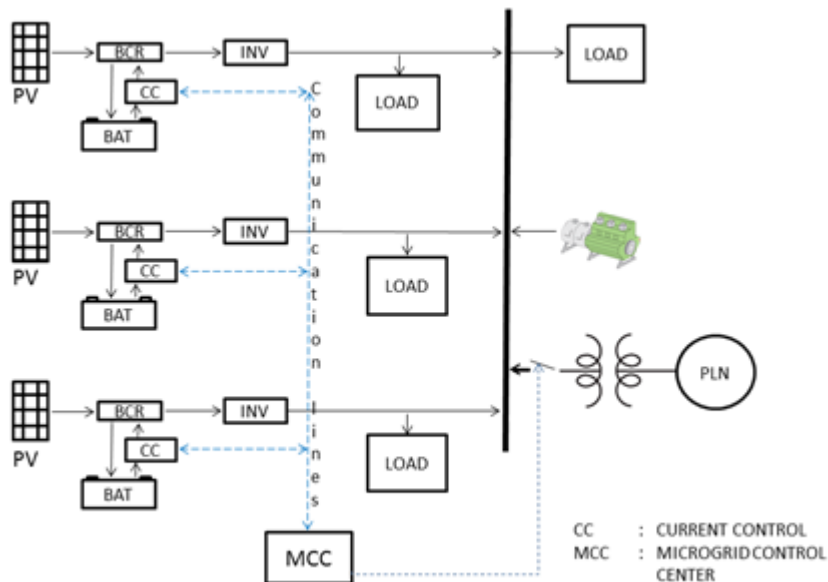 PV
BCR
INV
CC
BAT
LOAD
LOAD
PV
BCR
INV
CC
BAT
LOAD
PV
BCR
INV
CC
BAT
LOAD
Communication lines
PLN
MCC
CC : CURRENT CONTROL
MCC : MICROGRID CONTROL
CENTER